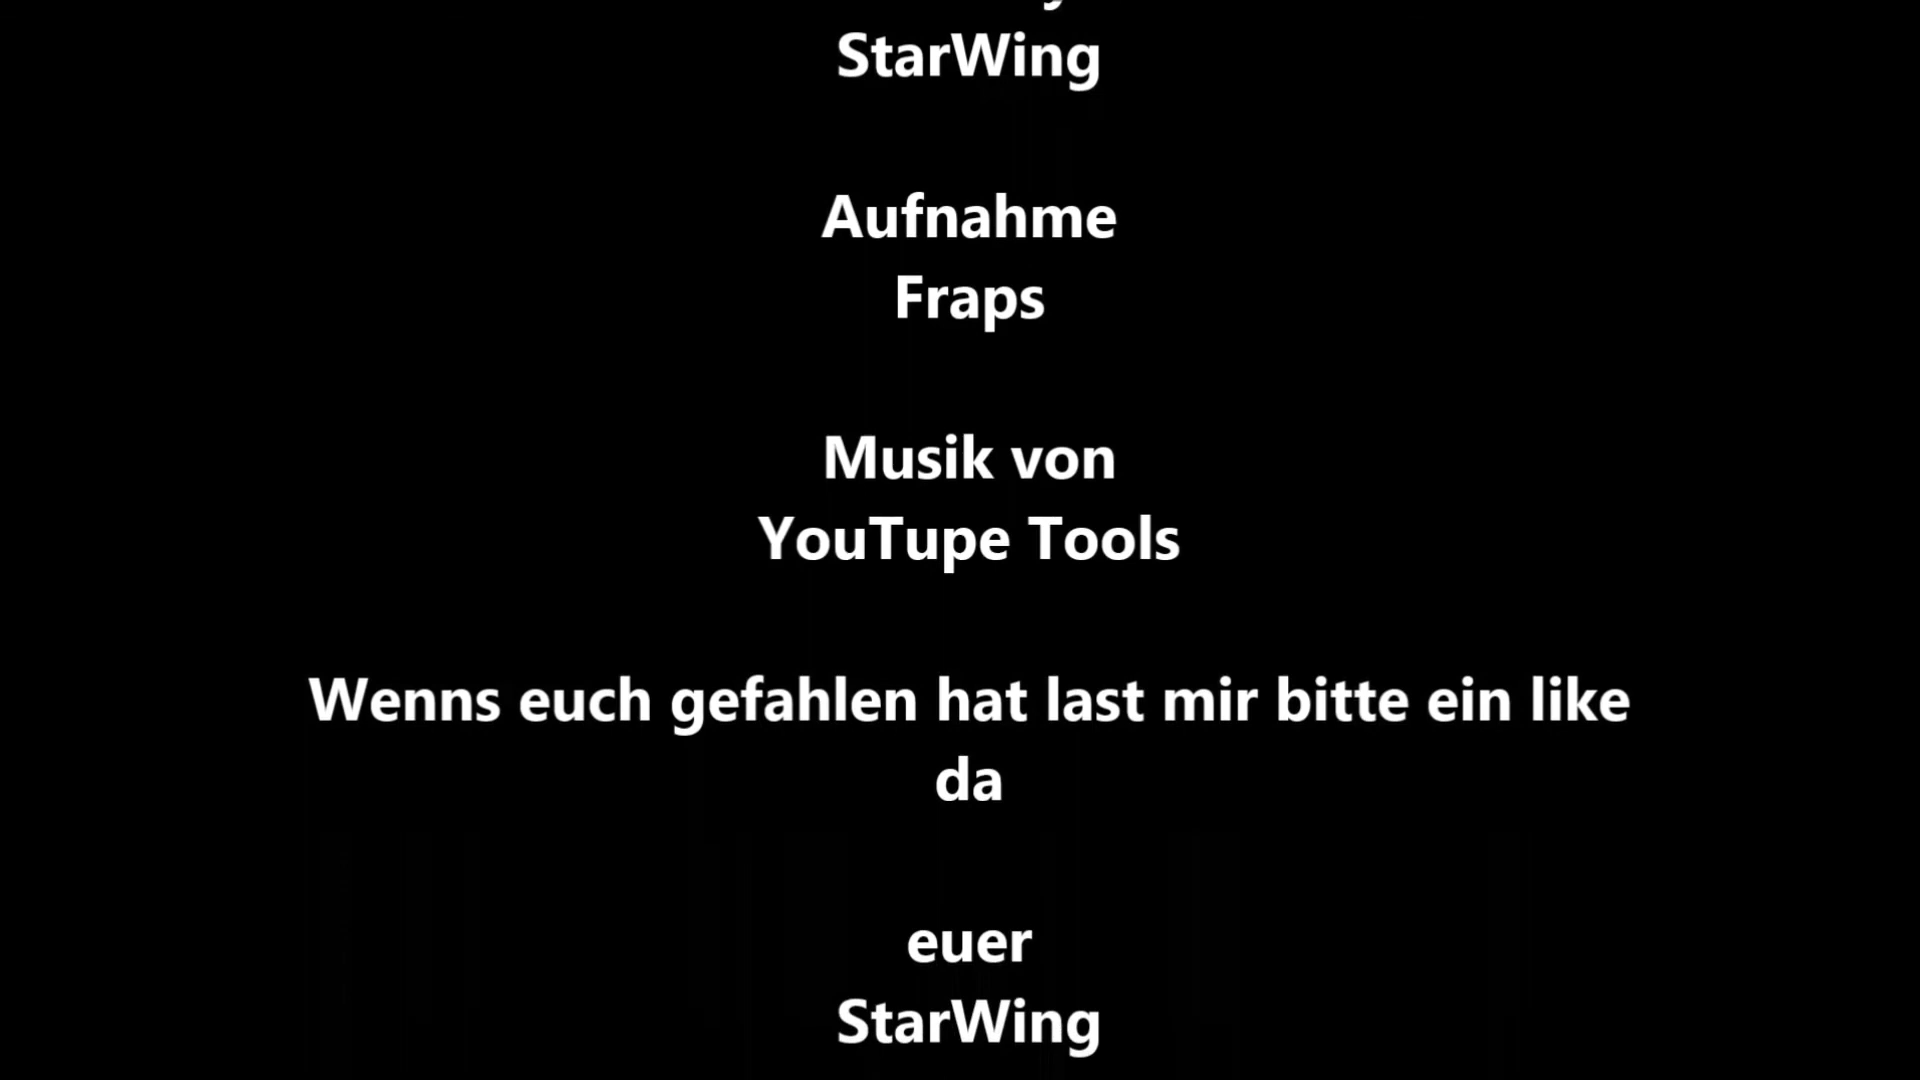 StarWing
Aufnahme
Fraps
Musik von
YouTupe Tools
Wenns euch gefahlen hat last mir bitte ein like
da
euer
StarWing